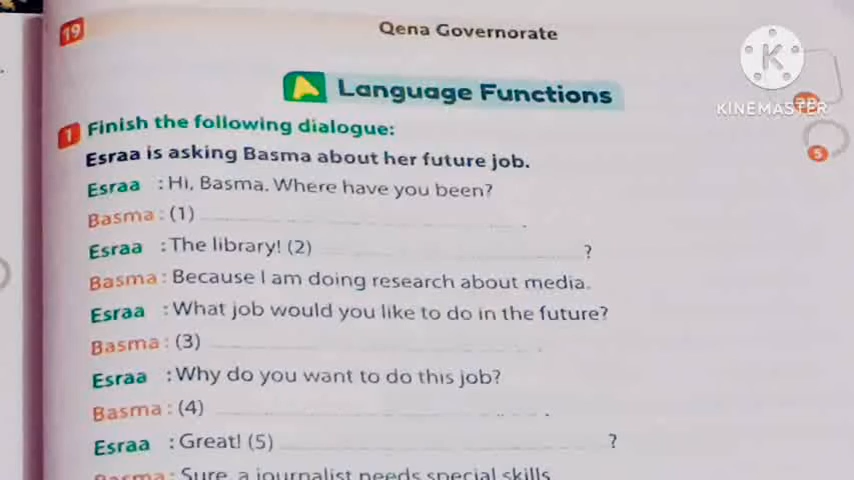 19
Qena Governorate
KINEMASTER
A Language Functions
5
1 Finish the following dialogue:
Esraa is asking Basma about her future job.
Esraa : Hi, Basma. Where have you been?
Basma : (1) .
Esraa : The library! (2) ?
Basma : Because I am doing research about media.
Esraa : What job would you like to do in the future?
Basma : (3) .
Esraa : Why do you want to do this job?
Basma : (4) .
Esraa : Great! (5) ?
Basma : Sure, a journalist needs special skills